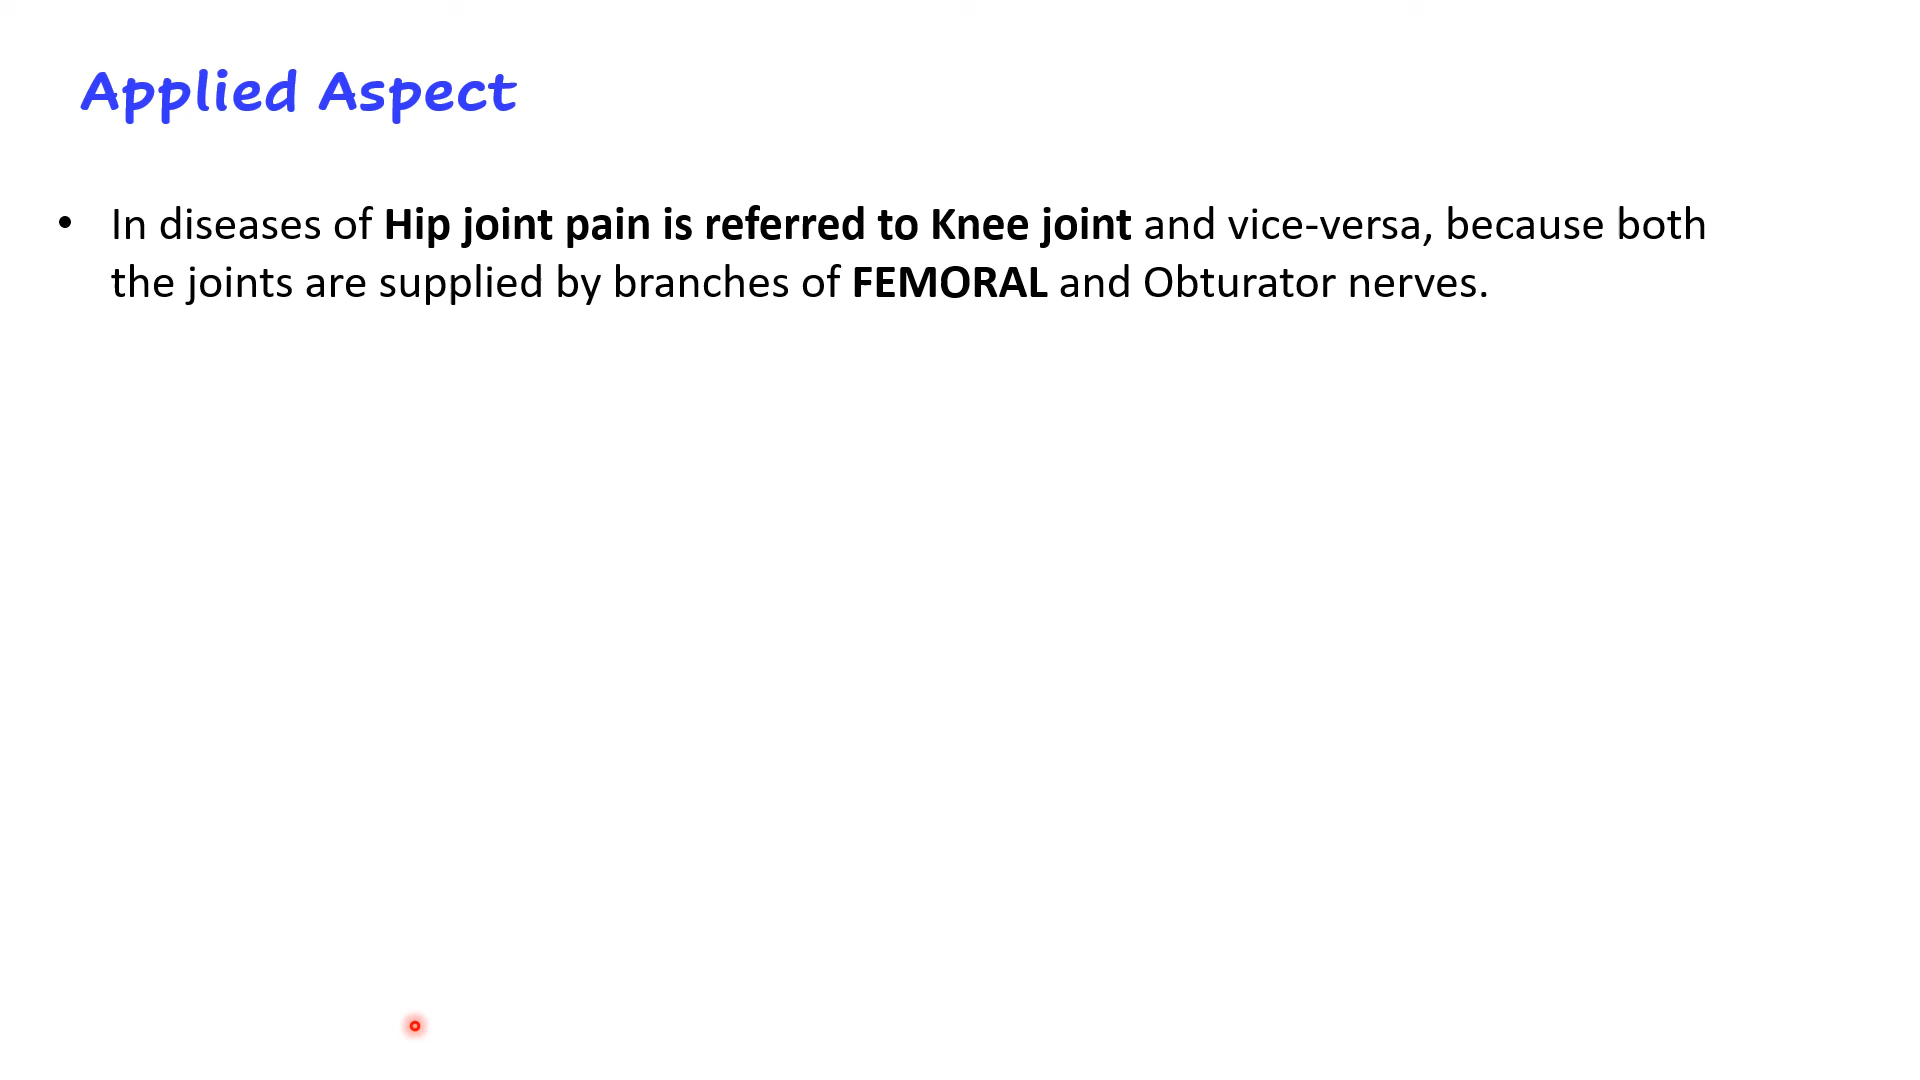 Applied Aspect
• In diseases of Hip joint pain is referred to Knee joint and vice-versa, because both
the joints are supplied by branches of FEMORAL and Obturator nerves.